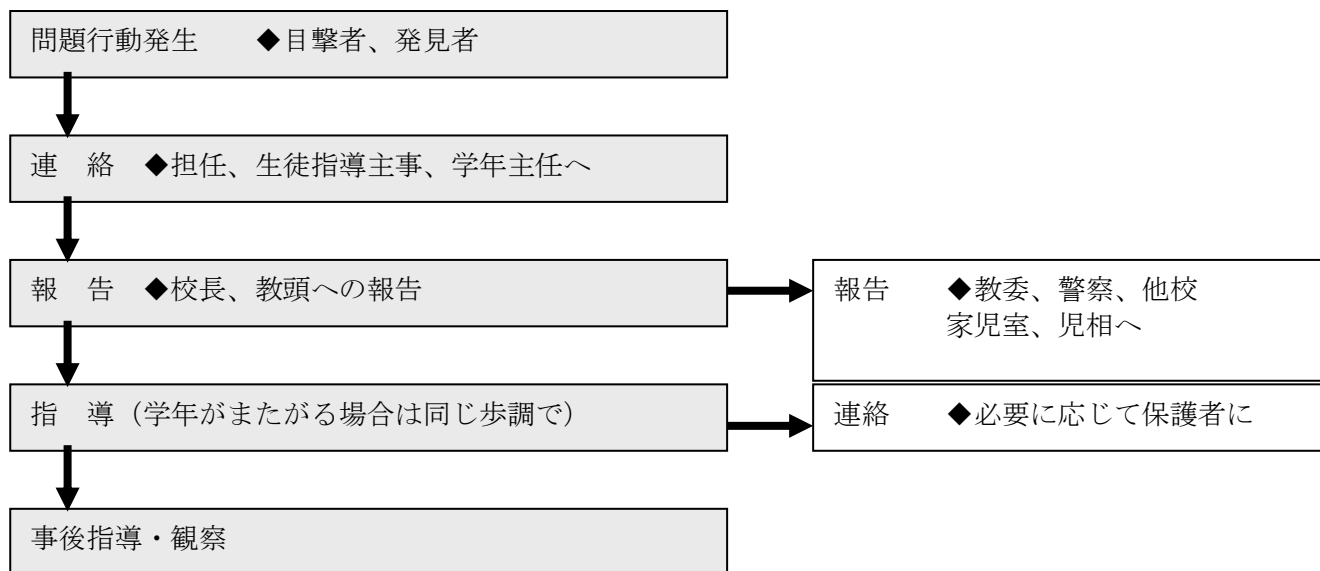 問題行動発生　　◆目撃者、発見者
連　絡　◆担任、生徒指導主事、学年主任へ
報　告　◆校長、教頭への報告
報告　　◆教委、警察、他校
家児室、児相へ
指　導（学年がまたがる場合は同じ歩調で）
連絡　　◆必要に応じて保護者に
事後指導・観察